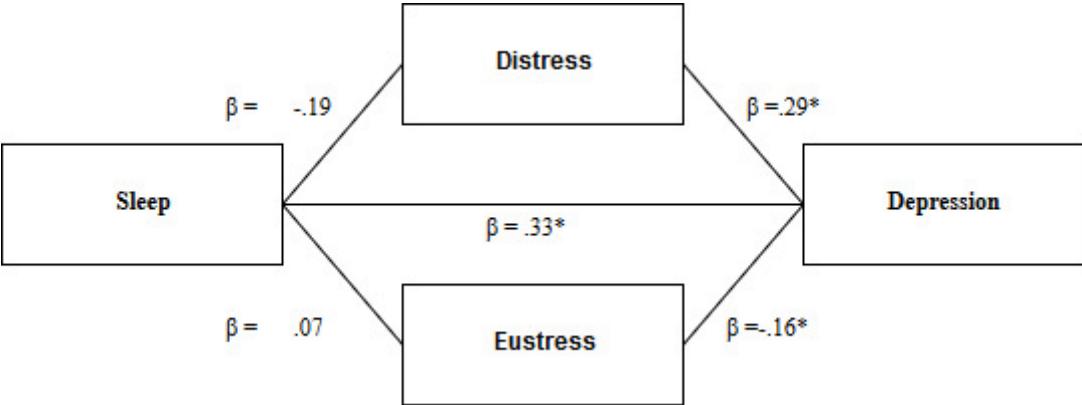 Distress
β = -.19
β =.29*
Sleep
Depression
β = .33*
β = .07
β =-.16*
Eustress